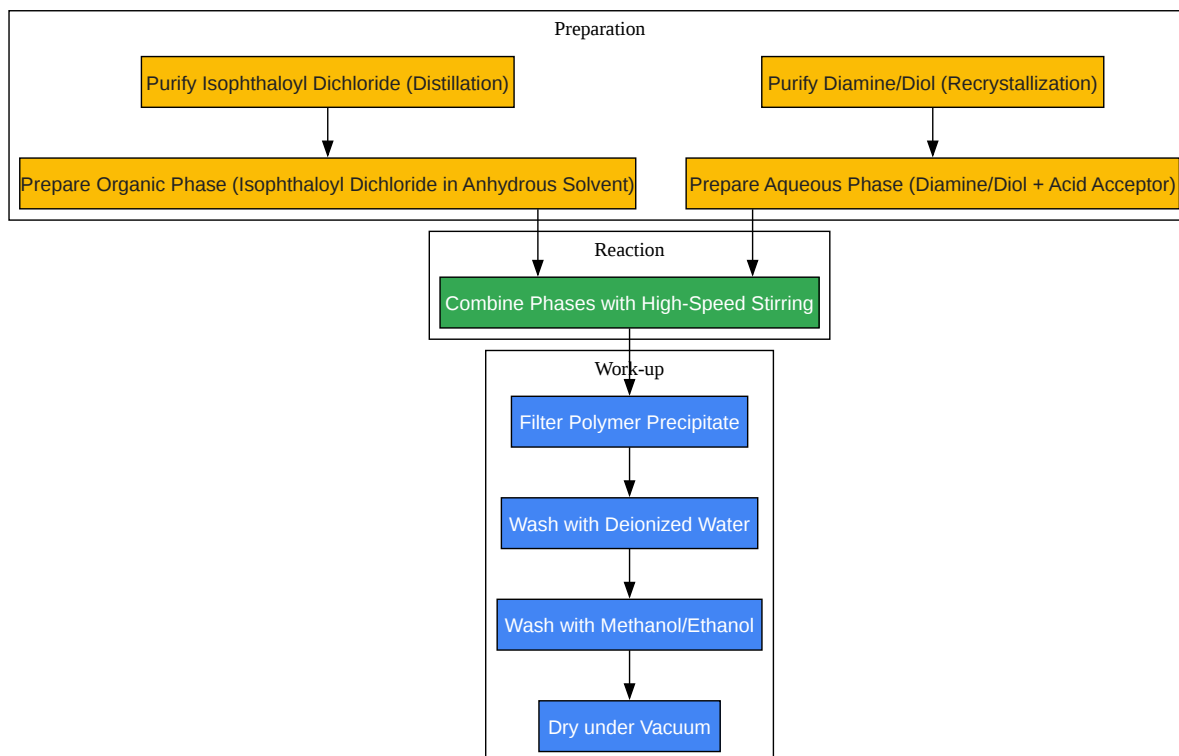 Preparation
Purify Isophthaloyl Dichloride (Distillation)
Purify Diamine/Diol (Recrystallization)
Prepare Organic Phase (Isophthaloyl Dichloride in Anhydrous Solvent)
Prepare Aqueous Phase (Diamine/Diol + Acid Acceptor)
Reaction
Combine Phases with High-Speed Stirring
Work-up
Filter Polymer Precipitate
Wash with Deionized Water
Wash with Methanol/Ethanol
Dry under Vacuum